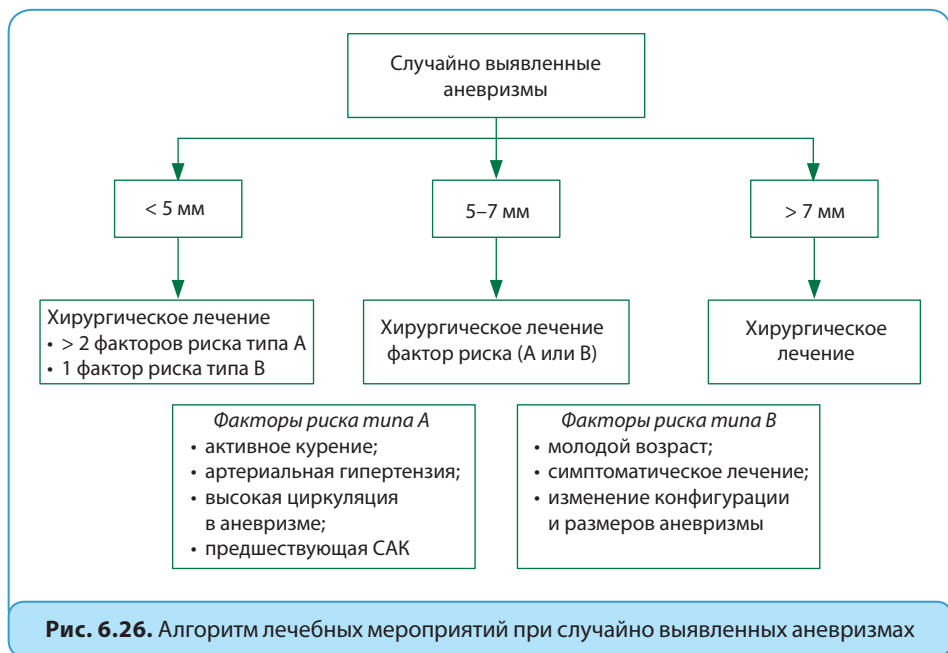 Случайно выявленные
аневризмы
< 5 мм
5–7 мм
> 7 мм
Хирургическое лечение
• > 2 факторов риска типа А
• 1 фактор риска типа В
Хирургическое лечение
фактор риска (А или В)
Хирургическое
лечение
Факторы риска типа А
• активное курение;
• артериальная гипертензия;
• высокая циркуляция
в аневризме;
• предшествующая САК
Факторы риска типа В
• молодой возраст;
• симптоматическое лечение;
• изменение конфигурации
и размеров аневризмы
Рис. 6.26. Алгоритм лечебных мероприятий при случайно выявленных аневризмах